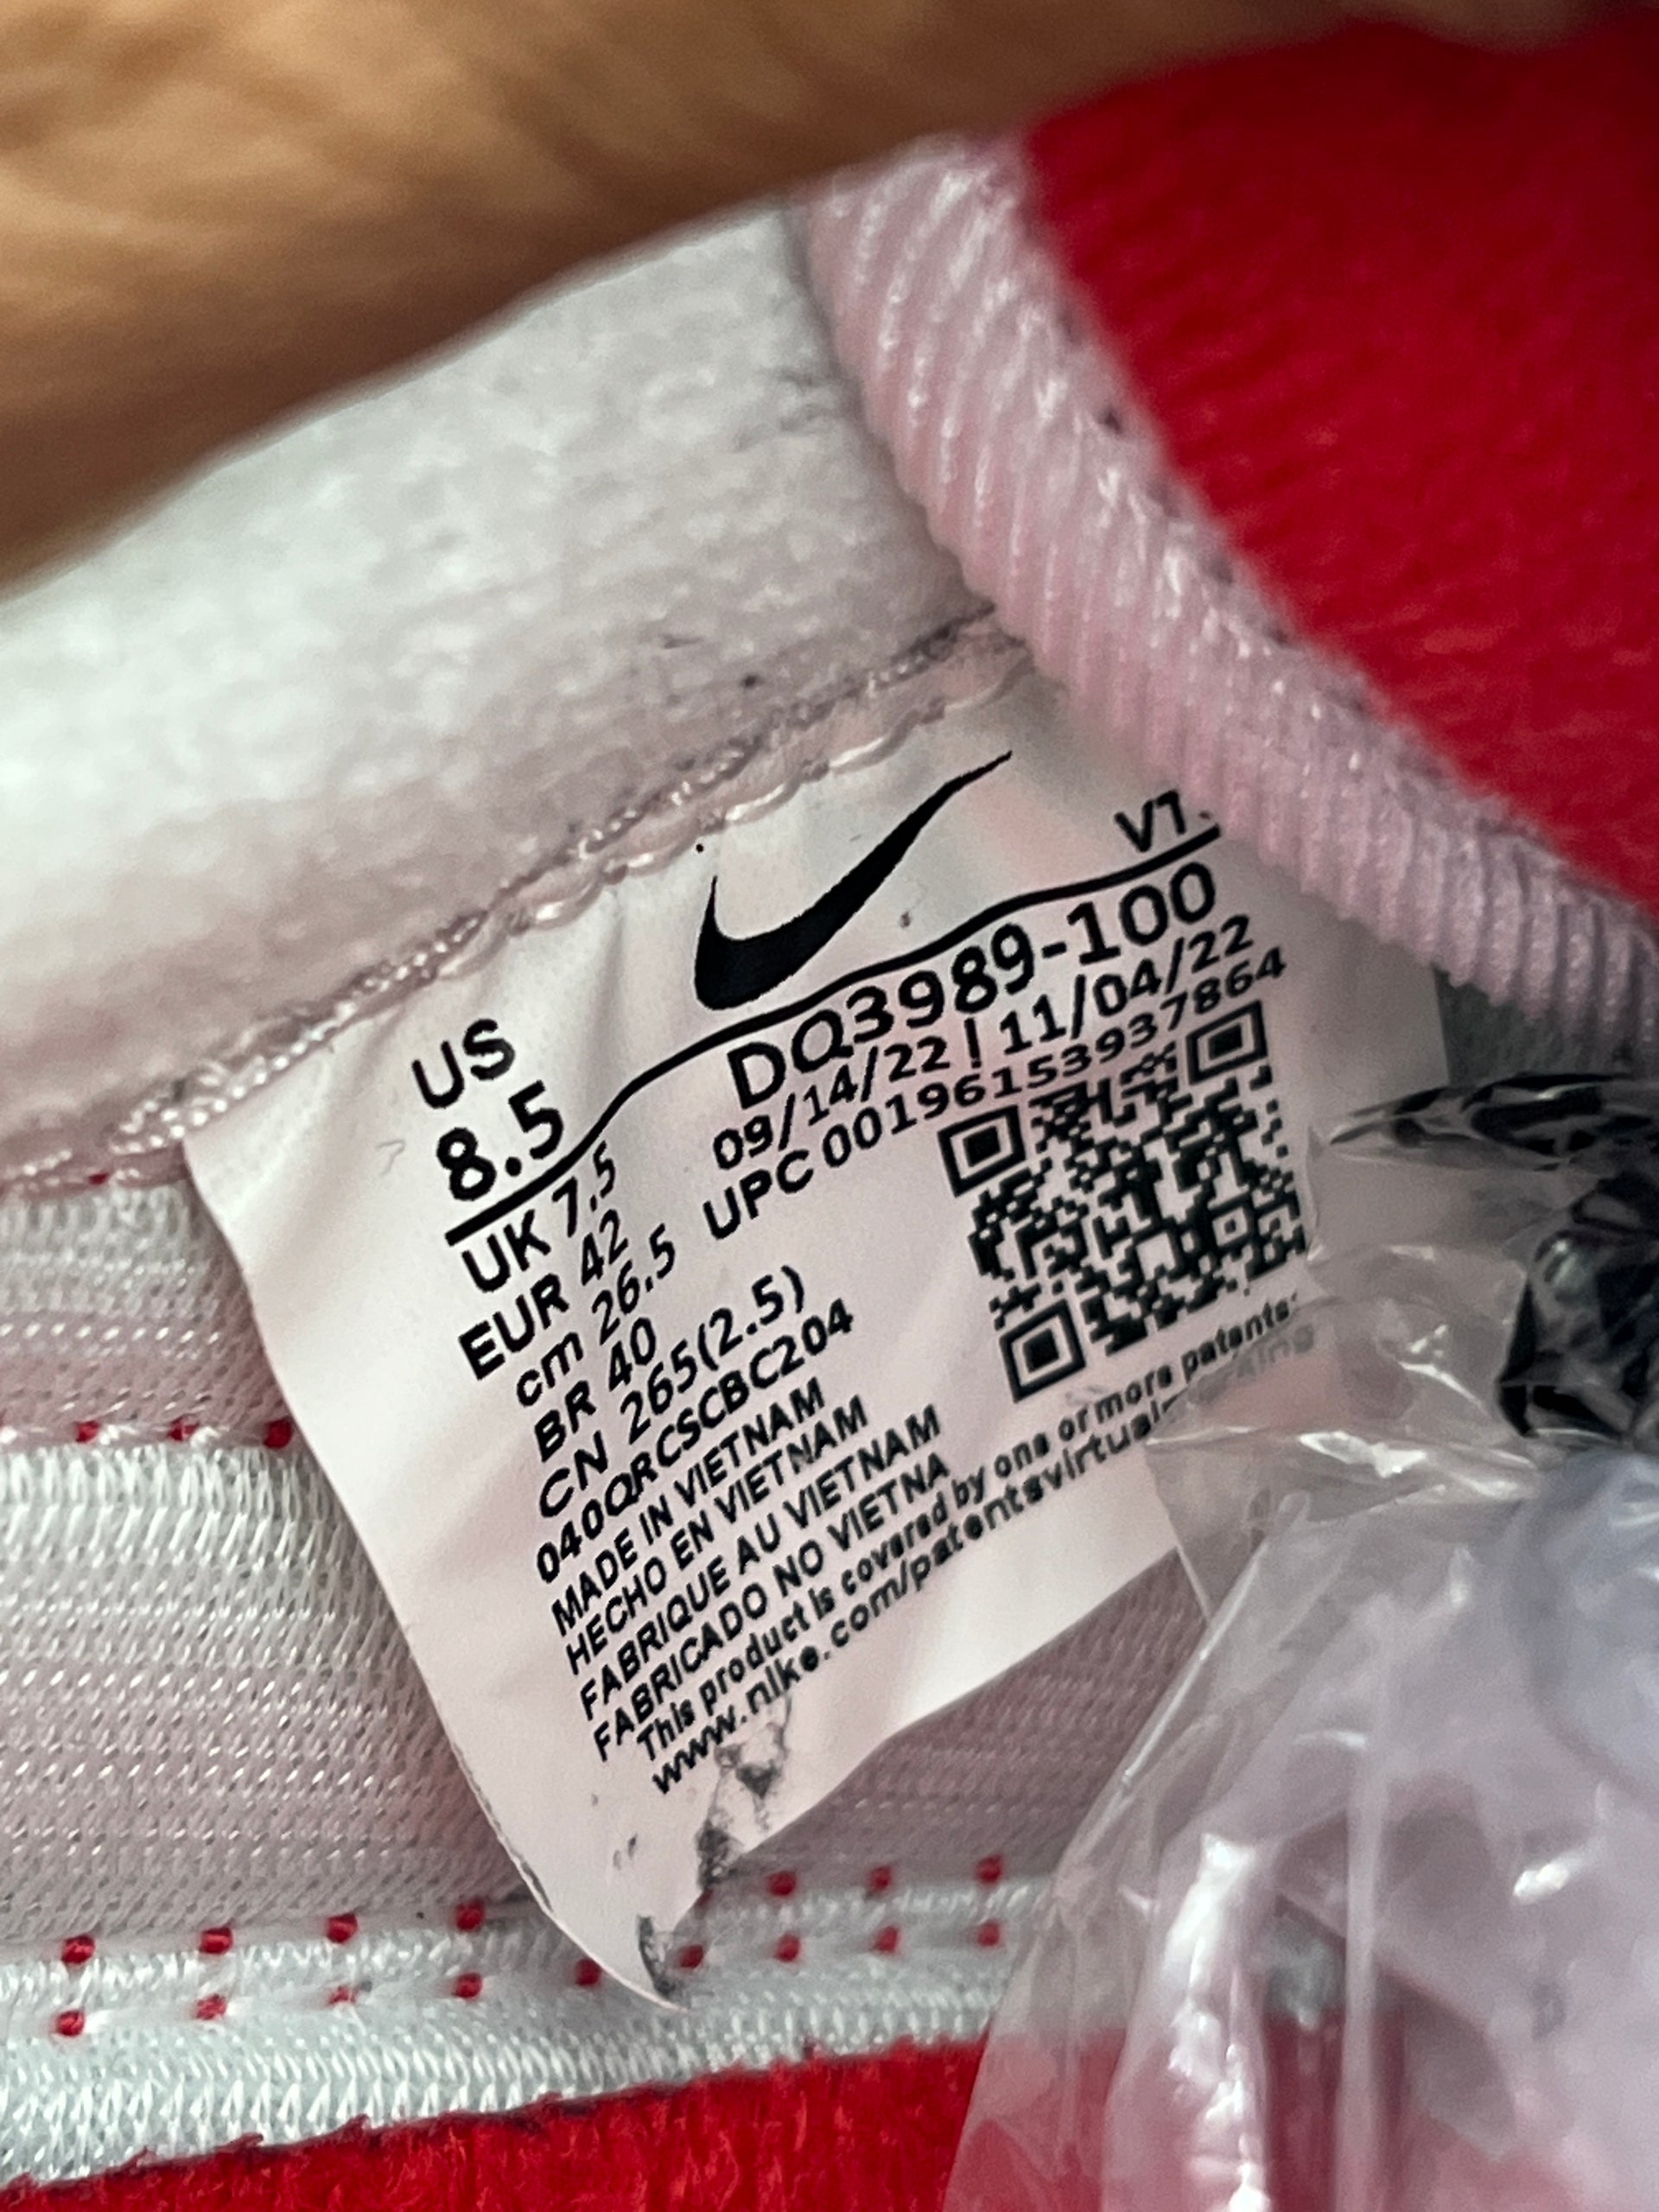 V1.
US
8.5
DQ3989-100
09/14/22 | 11/04/22
UPC 00196153937864
UK 7.5
EUR 42
cm 26.5
BR 40
CN 265(2.5)
040QRCSCBC204
MADE IN VIETNAM
HECHO EN VIETNAM
FABRIQUE AU VIETNAM
FABRICADO NO VIETNA
This product is covered by one or more patents.
www.nike.com/patentsvirtualmarking